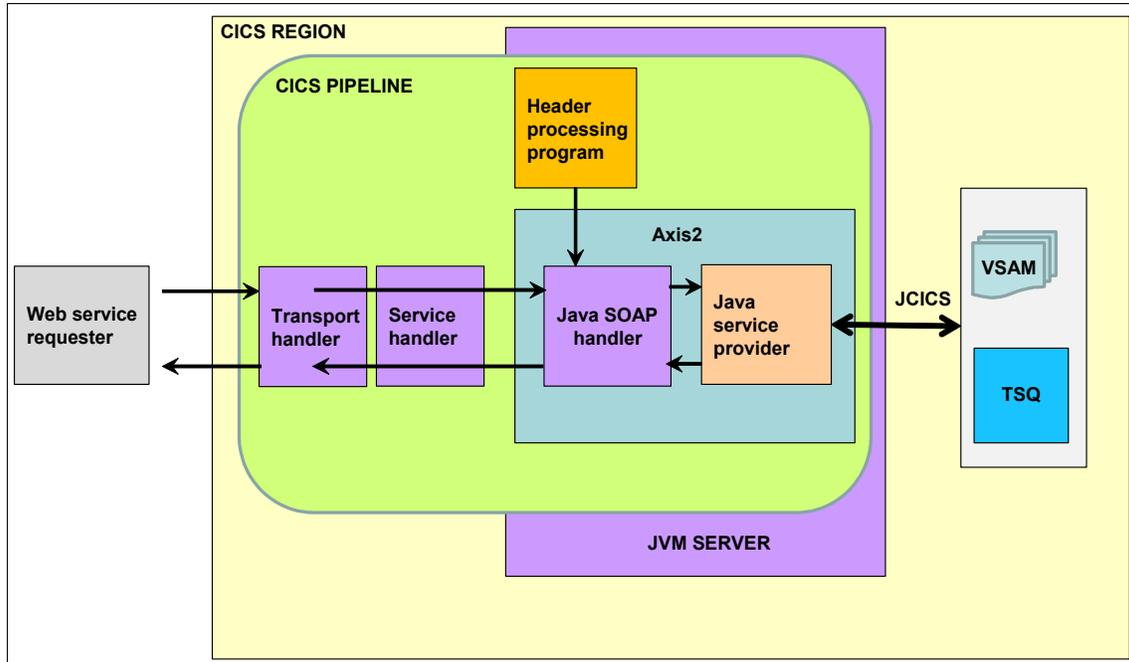 CICS REGION
CICS PIPELINE
Header
processing
program
Axis2
Web service
requester
Transport
handler
Service
handler
Java SOAP
handler
Java
service
provider
JCICS
VSAM
TSQ
JVM SERVER